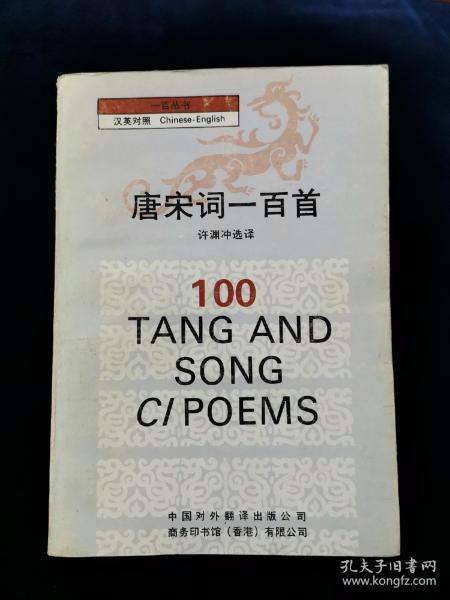 一百丛书
汉英对照 Chinese-English
唐宋词一百首
许渊冲选译
100
TANG AND
SONG
CI POEMS
中国对外翻译出版公司
商务印书馆（香港）有限公司
孔夫子旧书网
www.kongfz.com